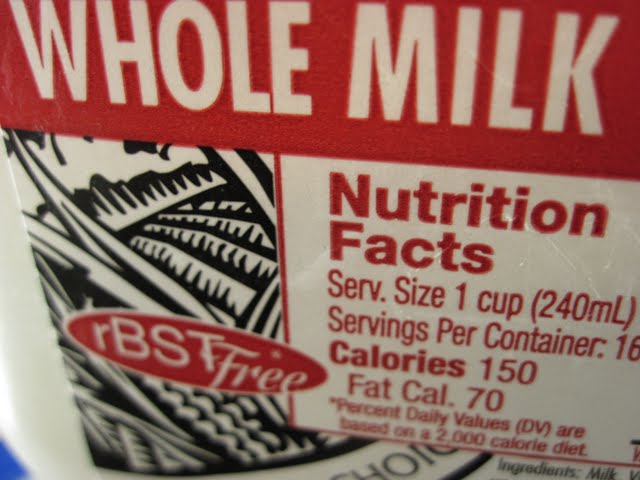 WHOLE MILK
Nutrition
Facts
Serv. Size 1 cup (240mL)
Servings Per Container: 16
Calories 150
Fat Cal. 70
*Percent Daily Values (DV) are
based on a 2,000 calorie diet.
rBST Free
Ingredients: Milk,